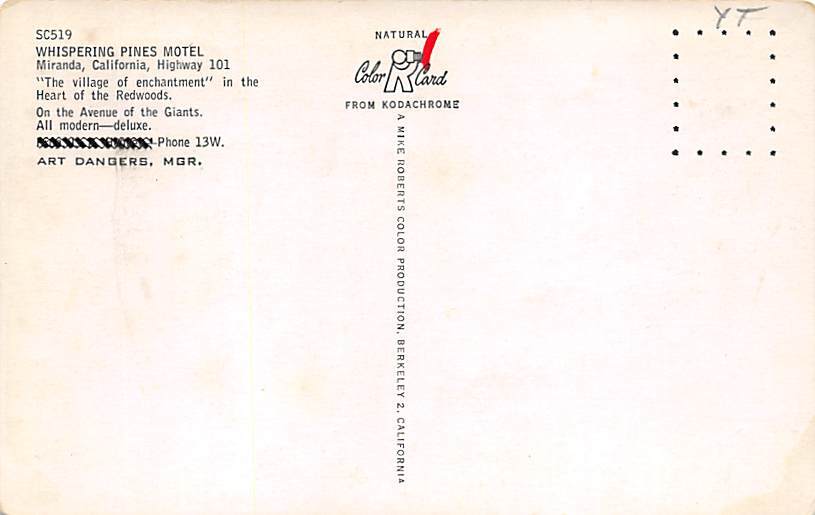 SC519
WHISPERING PINES MOTEL
Miranda, California, Highway 101
"The village of enchantment" in the
Heart of the Redwoods.
On the Avenue of the Giants.
All modern—deluxe.
Phone 13W.
ART DANGERS, MGR.
NATURAL
Color Card
FROM KODACHROME
A MIKE ROBERTS COLOR PRODUCTION, BERKELEY 2, CALIFORNIA
YT